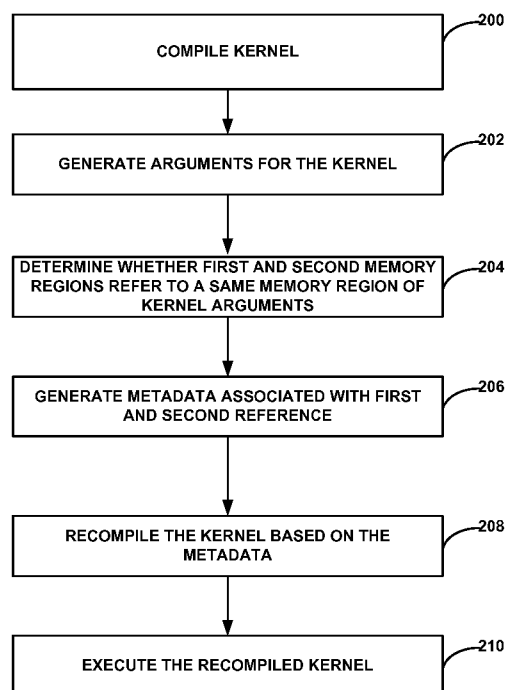 200
COMPILE KERNEL
202
GENERATE ARGUMENTS FOR THE KERNEL
204
DETERMINE WHETHER FIRST AND SECOND MEMORY
REGIONS REFER TO A SAME MEMORY REGION OF
KERNEL ARGUMENTS
206
GENERATE METADATA ASSOCIATED WITH FIRST
AND SECOND REFERENCE
208
RECOMPILE THE KERNEL BASED ON THE
METADATA
210
EXECUTE THE RECOMPILED KERNEL